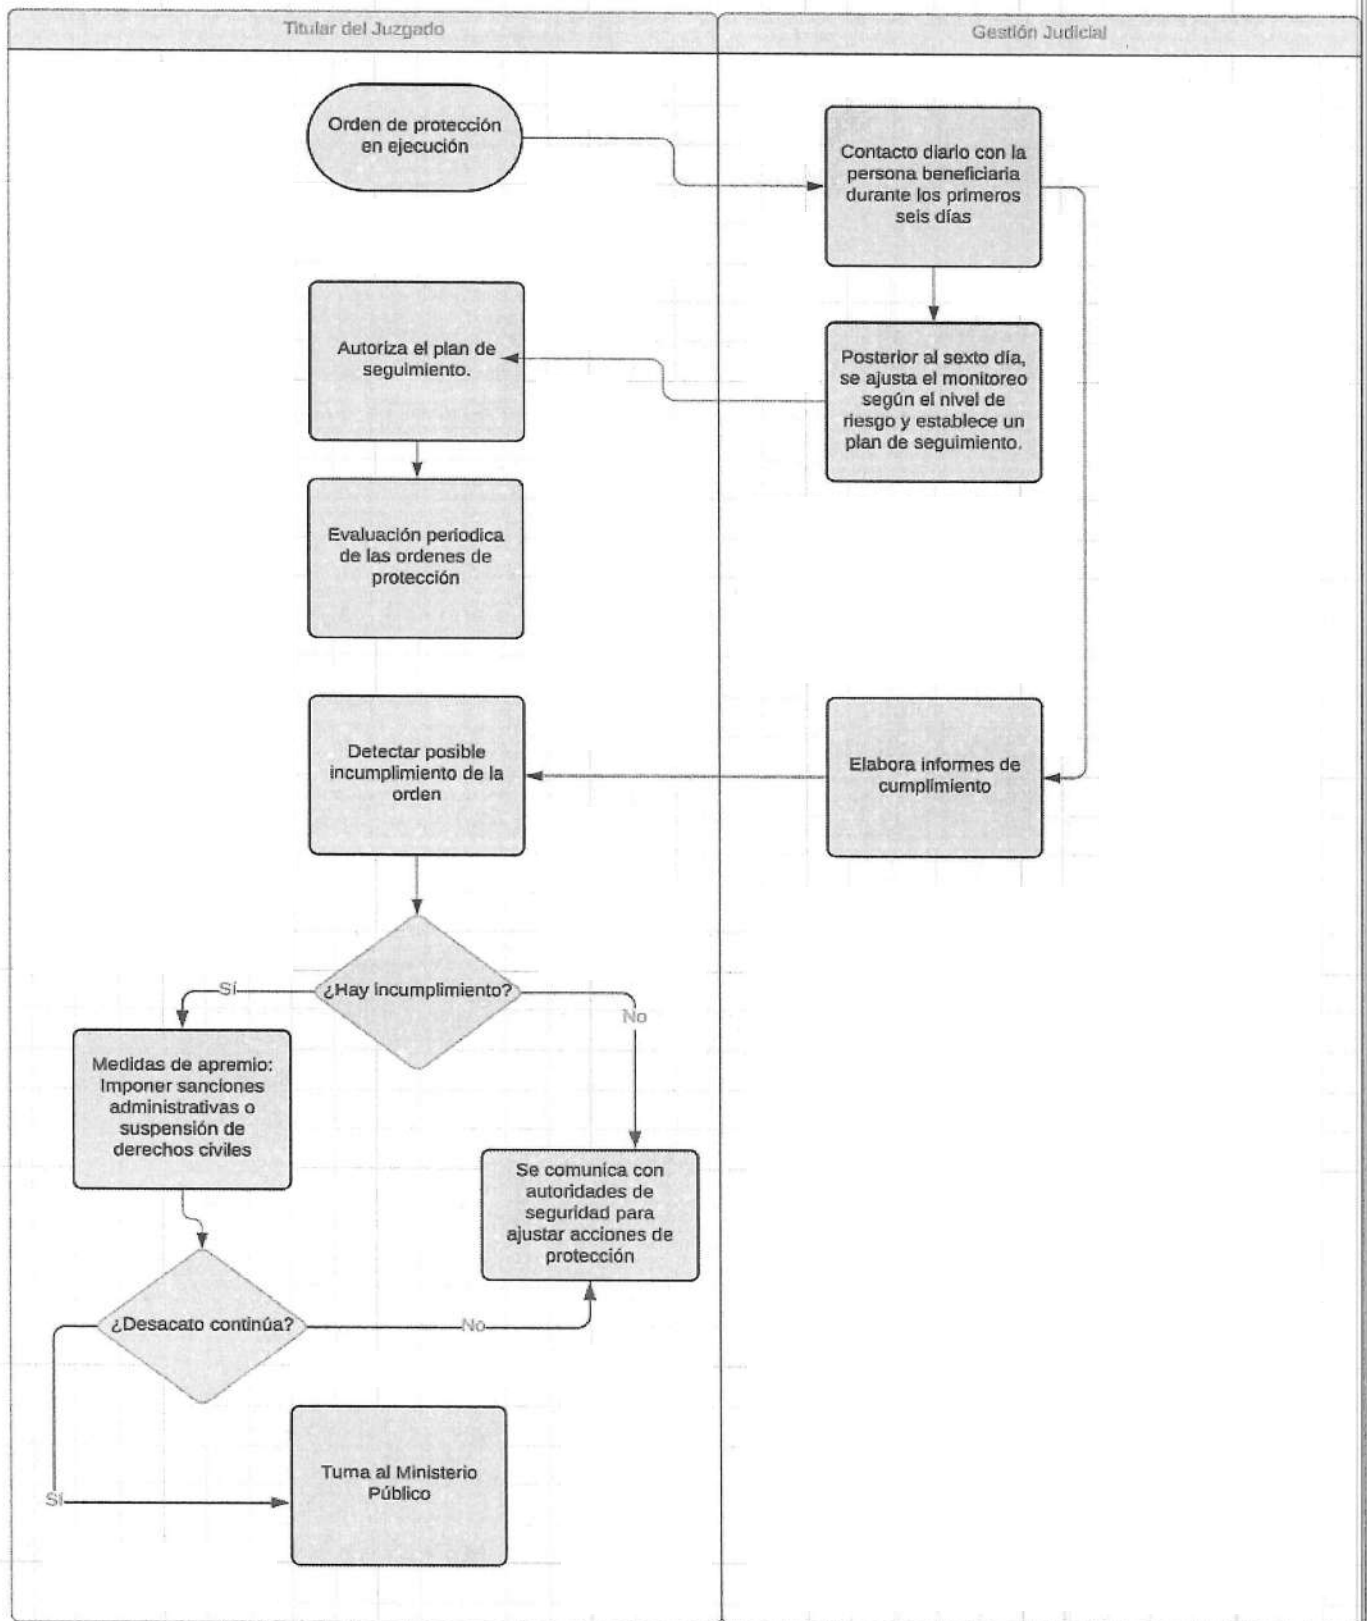 Titular del Juzgado
Gestión Judicial
Orden de protección
en ejecución
Contacto diario con la
persona beneficiaria
durante los primeros
seis días
Autoriza el plan de
seguimiento.
Posterior al sexto día,
se ajusta el monitoreo
según el nivel de
riesgo y establece un
plan de seguimiento.
Evaluación periodica
de las ordenes de
protección
Detectar posible
incumplimiento de la
orden
Elabora informes de
cumplimiento
¿Hay incumplimiento?
Sí
No
Medidas de apremio:
Imponer sanciones
administrativas o
suspensión de
derechos civiles
Se comunica con
autoridades de
seguridad para
ajustar acciones de
protección
¿Desacato continúa?
No
Sí
Turna al Ministerio
Público